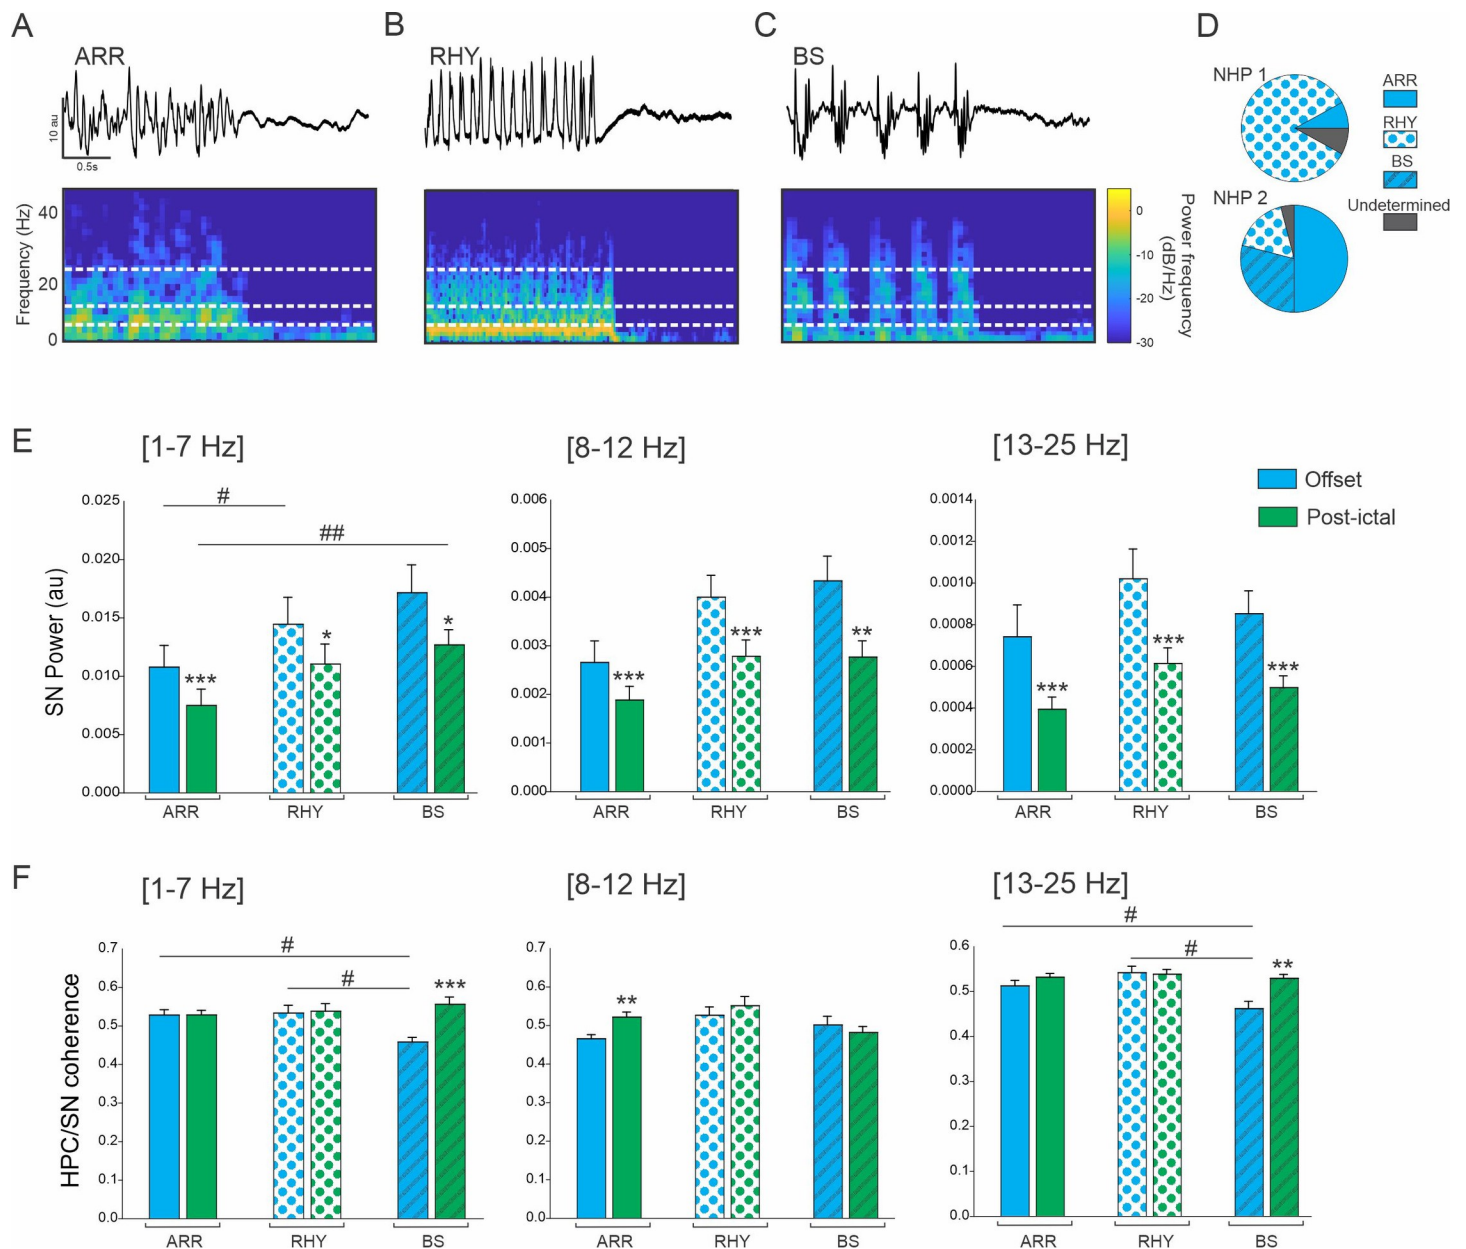 A
ARR
10 au
0.5s
B
RHY
C
BS
D
NHP 1
NHP 2
ARR
RHY
BS
Undetermined
Frequency (Hz)
40
20
0
0
-10
-20
-30
Power frequency
(dB/Hz)
E
[1-7 Hz]
[8-12 Hz]
[13-25 Hz]
Offset
Post-ictal
SN Power (au)
0.025
0.020
0.015
0.010
0.005
0.000
#
##
***
*
*
ARR
RHY
BS
0.006
0.005
0.004
0.003
0.002
0.001
0.000
***
***
**
ARR
RHY
BS
0.0014
0.0012
0.0010
0.0008
0.0006
0.0004
0.0002
0.0000
***
***
***
ARR
RHY
BS
F
[1-7 Hz]
[8-12 Hz]
[13-25 Hz]
HPC/SN coherence
0.7
0.6
0.5
0.4
0.3
0.2
0.1
0.0
#
#
***
ARR
RHY
BS
0.7
0.6
0.5
0.4
0.3
0.2
0.1
0.0
**
ARR
RHY
BS
0.6
0.5
0.4
0.3
0.2
0.1
0.0
#
#
**
ARR
RHY
BS